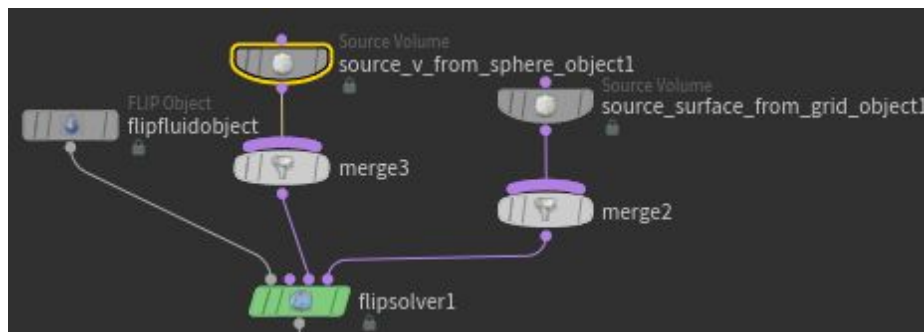 Source Volume
source_v_from_sphere_object1
Source Volume
source_surface_from_grid_object1
FLIP Object
flipfluidobject
merge3
merge2
flipsolver1